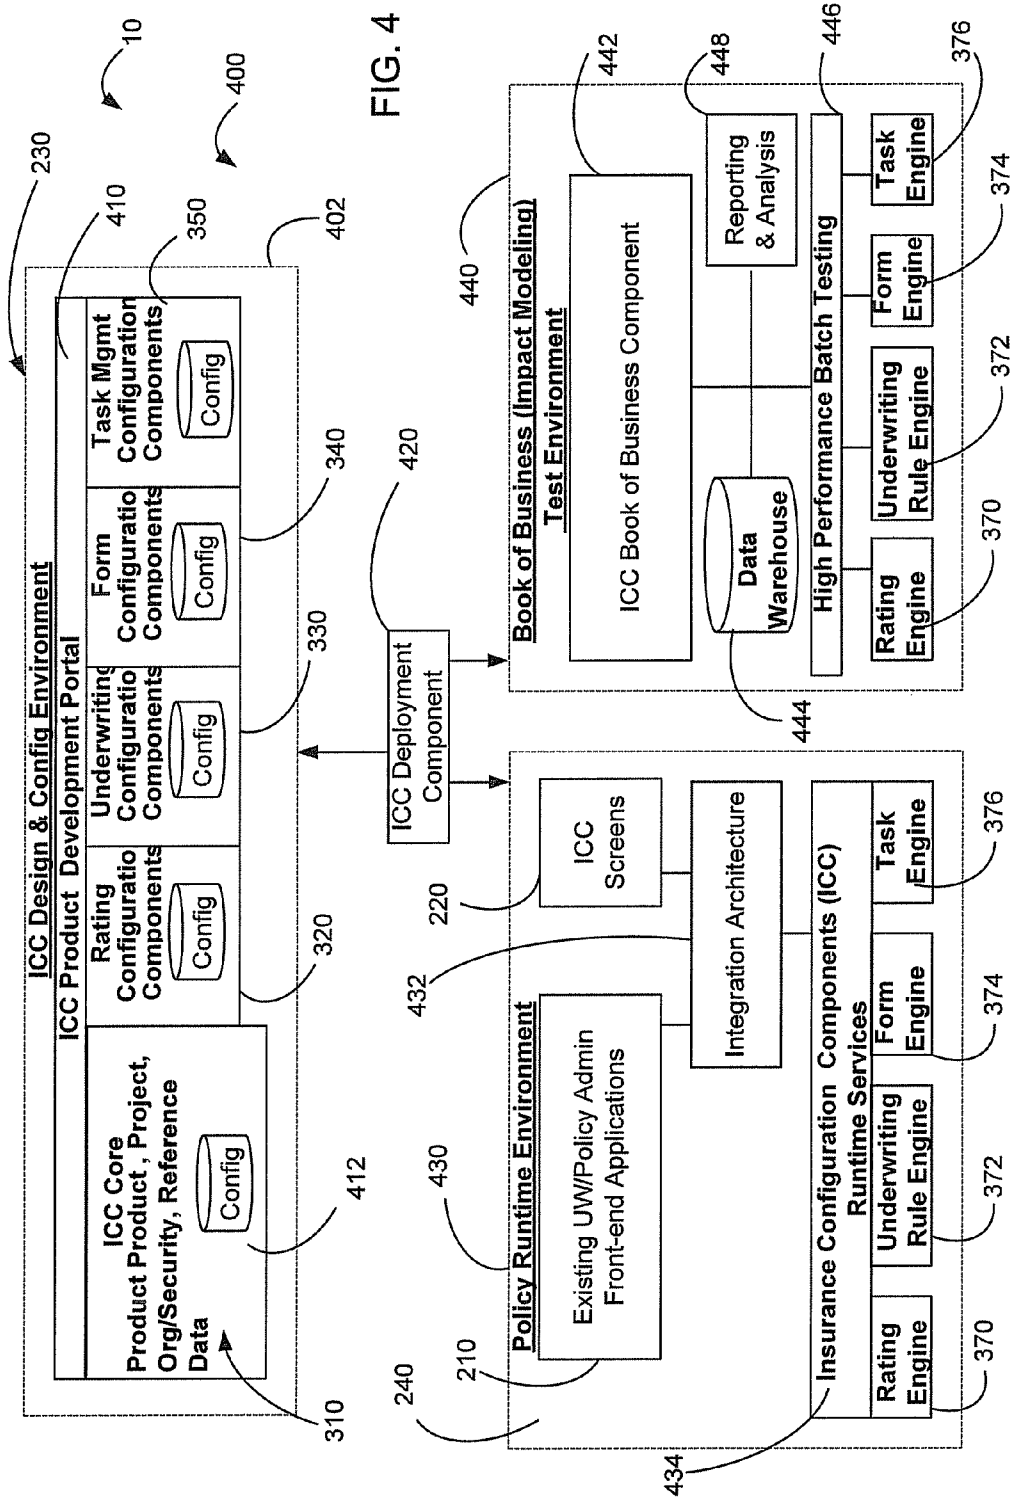 10
400
FIG. 4
230
410
350
402
ICC Design & Config Environment
ICC Product Development Portal
ICC Core
Product Product , Project,
Org/Security, Reference
Data
Config
310
412
Rating
Configuratio
Components
Config
320
Underwriting
Configuratio
Components
Config
330
Form
Configuratio
Components
Config
340
Task Mgmt
Configuration
Components
Config
ICC Deployment
Component
420
Policy Runtime Environment
430
240
210
Existing UW/Policy Admin
Front-end Applications
432
220
ICC
Screens
Integration Architecture
434
Insurance Configuration Components (ICC)
Runtime Services
Rating
Engine
370
Underwriting
Rule Engine
372
Form
Engine
374
Task
Engine
376
440
Book of Business (Impact Modeling)
Test Environment
442
ICC Book of Business Component
444
Data
Warehouse
448
Reporting
& Analysis
446
High Performance Batch Testing
Rating
Engine
370
Underwriting
Rule Engine
372
Form
Engine
374
Task
Engine
376